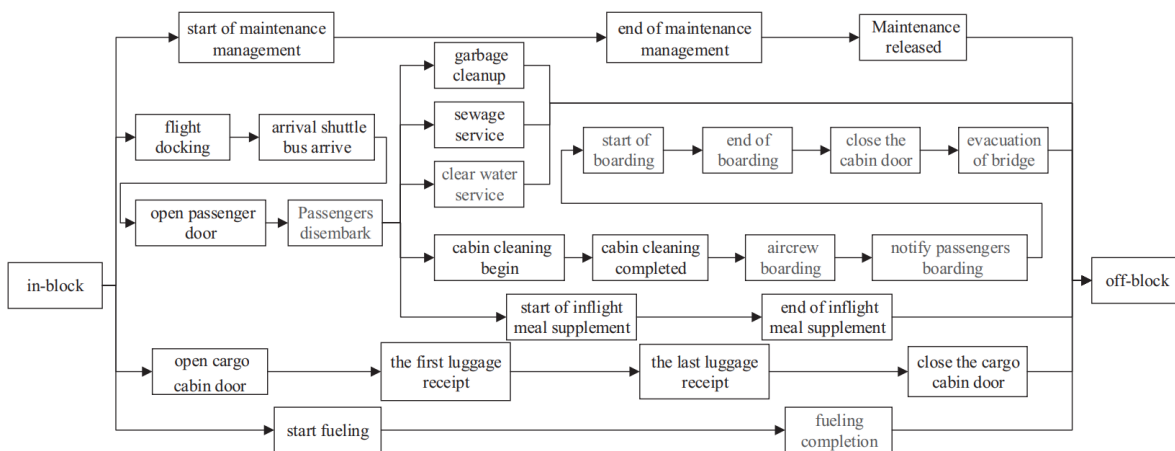 start of maintenance
management
end of maintenance
management
Maintenance
released
garbage
cleanup
flight
docking
arrival shuttle
bus arrive
sewage
service
start of
boarding
end of
boarding
close the
cabin door
evacuation
of bridge
clear water
service
open passenger
door
Passengers
disembark
cabin cleaning
begin
cabin cleaning
completed
aircrew
boarding
notify passengers
boarding
in-block
off-block
start of inflight
meal supplement
end of inflight
meal supplement
open cargo
cabin door
the first luggage
receipt
the last luggage
receipt
close the cargo
cabin door
start fueling
fueling
completion